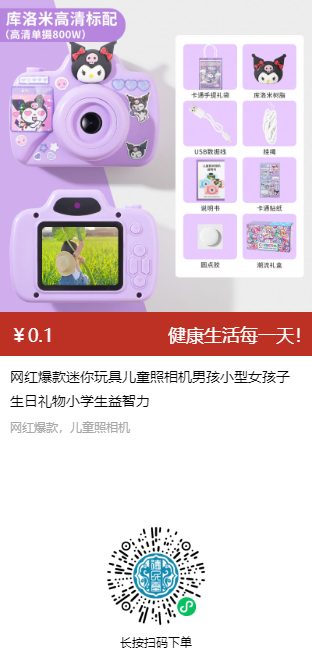 库洛米高清标配
（高清单摄800W）
卡通手提礼袋
库洛米树脂
USB数据线
挂绳
说明书
卡通贴纸
圆点胶
潮流礼盒
￥0.1
健康生活每一天！
网红爆款迷你玩具儿童照相机男孩小型女孩子
生日礼物小学生益智力
网红爆款，儿童照相机
长按扫码下单